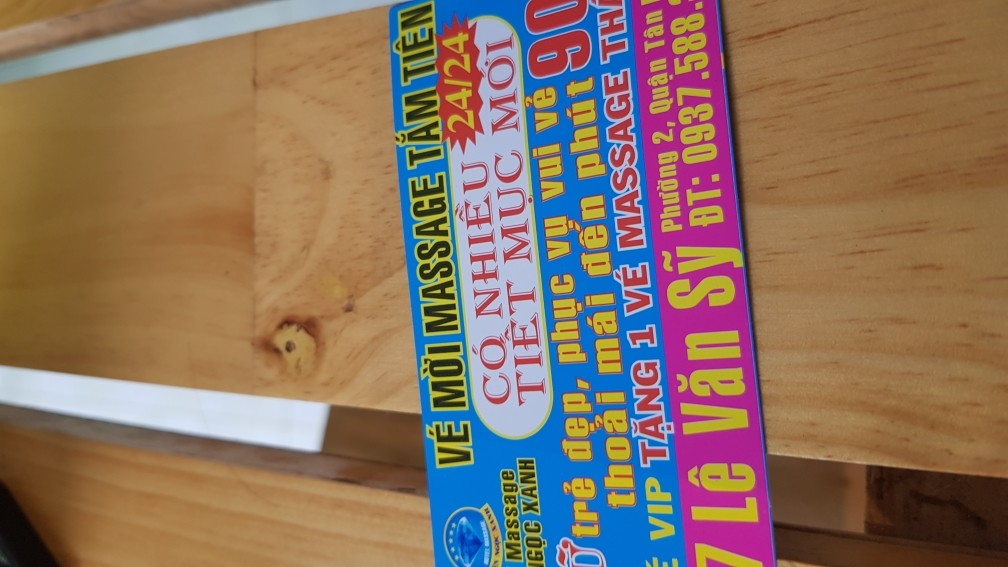 VÉ MỜI MASSAGE TẮM TIÊN
24/24
CÓ NHIỀU
TIẾT MỤC MỚI
Massage
NGỌC XANH
trẻ đẹp, phục vụ vui vẻ
thoải mái đến phút 90
VIP TẶNG 1 VÉ MASSAGE
7 Lê Văn Sỹ
Phường 2, Quận Tân
ĐT: 0937.588.